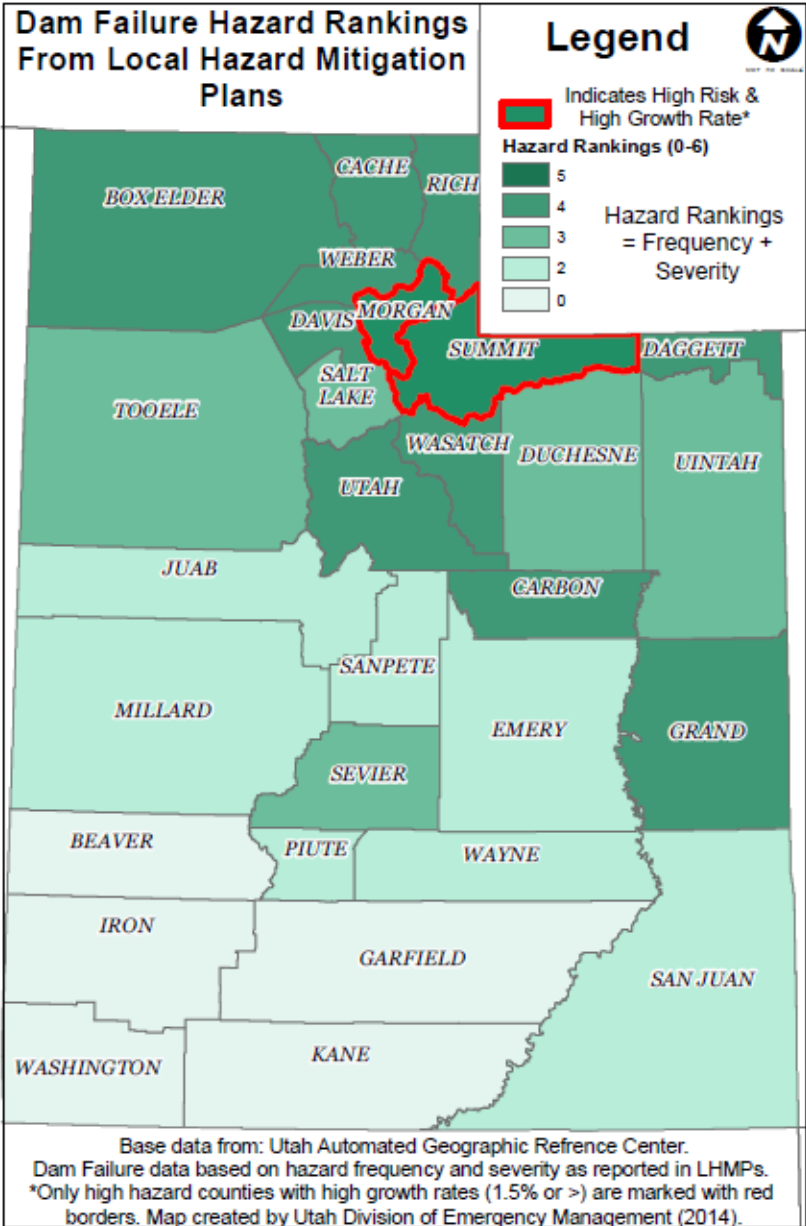 Dam Failure Hazard Rankings
From Local Hazard Mitigation
Plans
Legend
N
NOT TO SCALE
Indicates High Risk &
High Growth Rate*
Hazard Rankings (0-6)
5
4
3
2
0
Hazard Rankings
= Frequency +
Severity
BOX ELDER
CACHE
RICH
WEBER
MORGAN
DAVIS
SUMMIT
DAGGETT
SALT
LAKE
TOOELE
WASATCH
DUCHESNE
UINTAH
UTAH
JUAB
CARBON
SANPETE
MILLARD
EMERY
GRAND
SEVIER
BEAVER
PIUTE
WAYNE
IRON
GARFIELD
SAN JUAN
KANE
WASHINGTON
Base data from: Utah Automated Geographic Refrence Center.
Dam Failure data based on hazard frequency and severity as reported in LHMPs.
*Only high hazard counties with high growth rates (1.5% or >) are marked with red
borders. Map created by Utah Division of Emergency Management (2014).